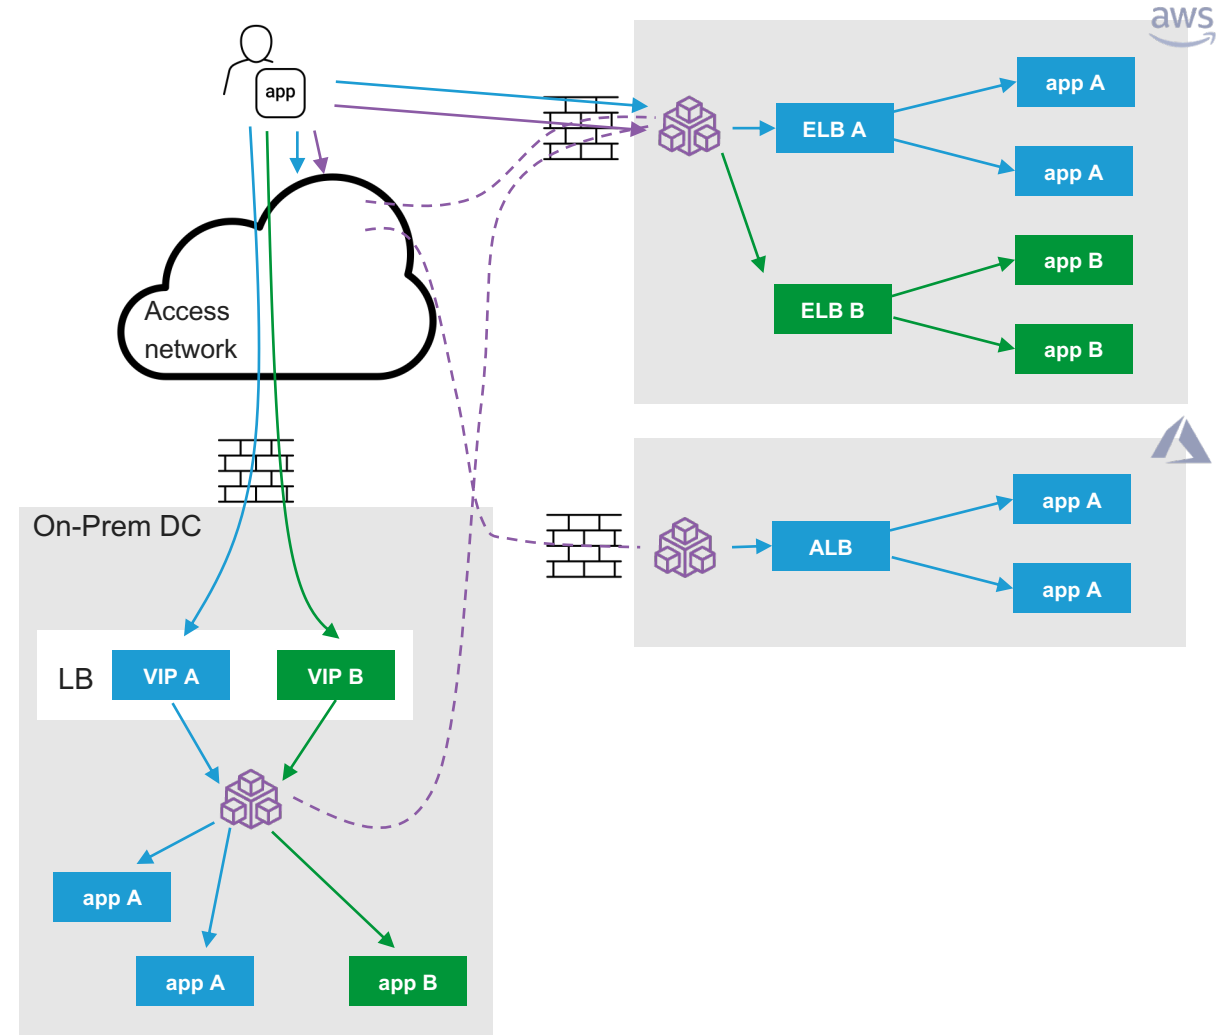 aws
app
app A
ELB A
app A
app B
ELB B
app B
Access
network
On-Prem DC
app A
ALB
app A
LB
VIP A
VIP B
app A
app A
app B